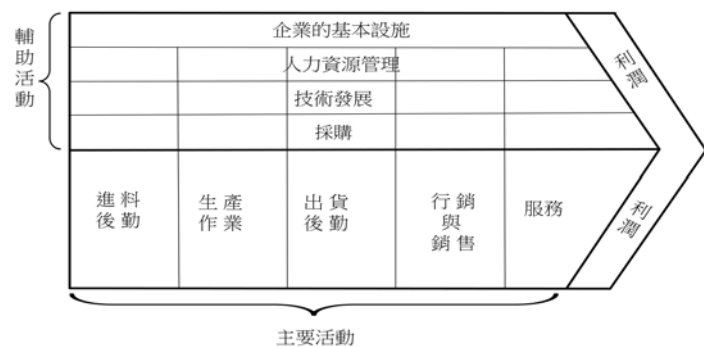 輔助活動
企業的基本設施
人力資源管理
技術發展
採購
利潤
進料
後勤
生產
作業
出貨
後勤
行銷
與
銷售
服務
利潤
主要活動